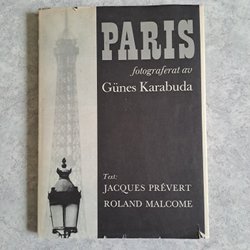 PARIS
fotograferat av
Günes Karabuda
Text:
JACQUES PRÉVERT
ROLAND MALCOME